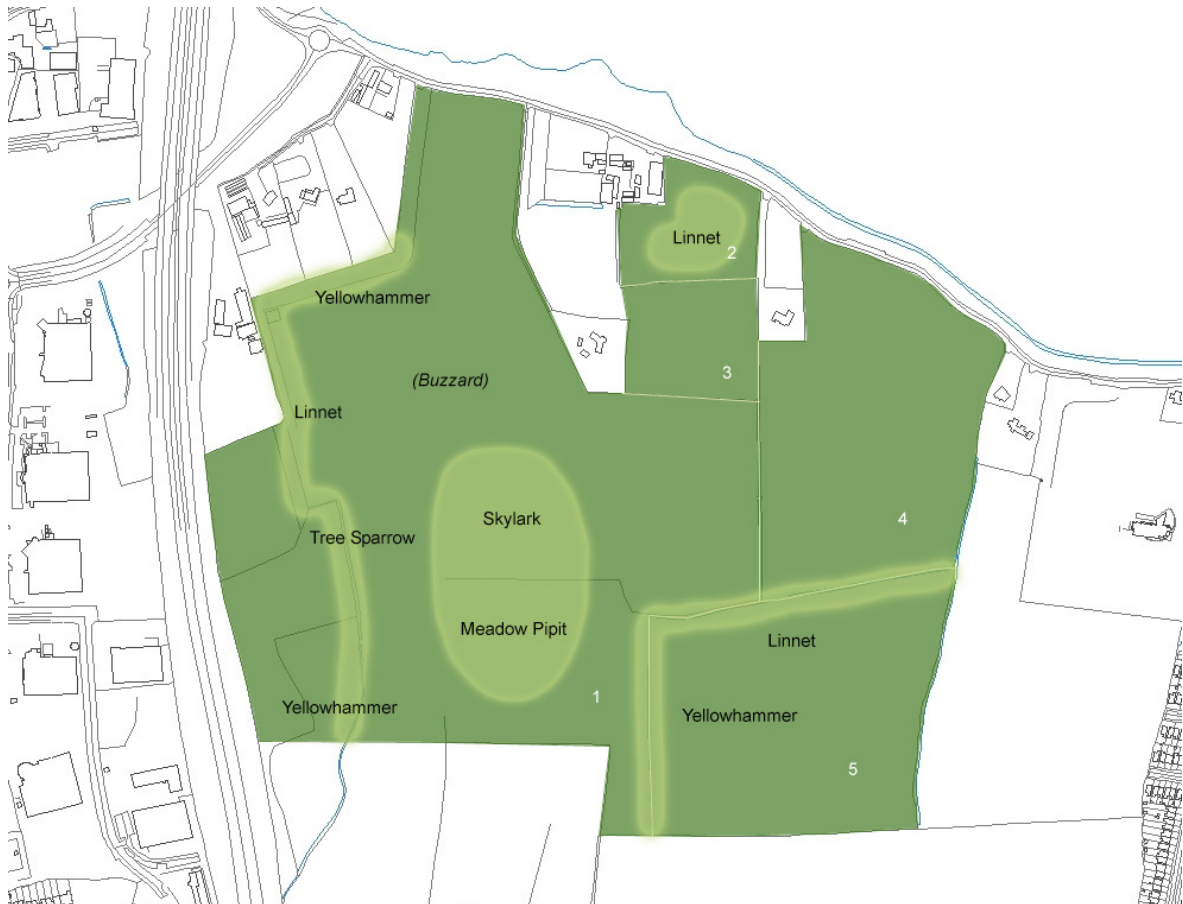 Linnet
2
Yellowhammer
3
(Buzzard)
Linnet
Skylark
4
Tree Sparrow
Meadow Pipit
Linnet
1
Yellowhammer
Yellowhammer
5